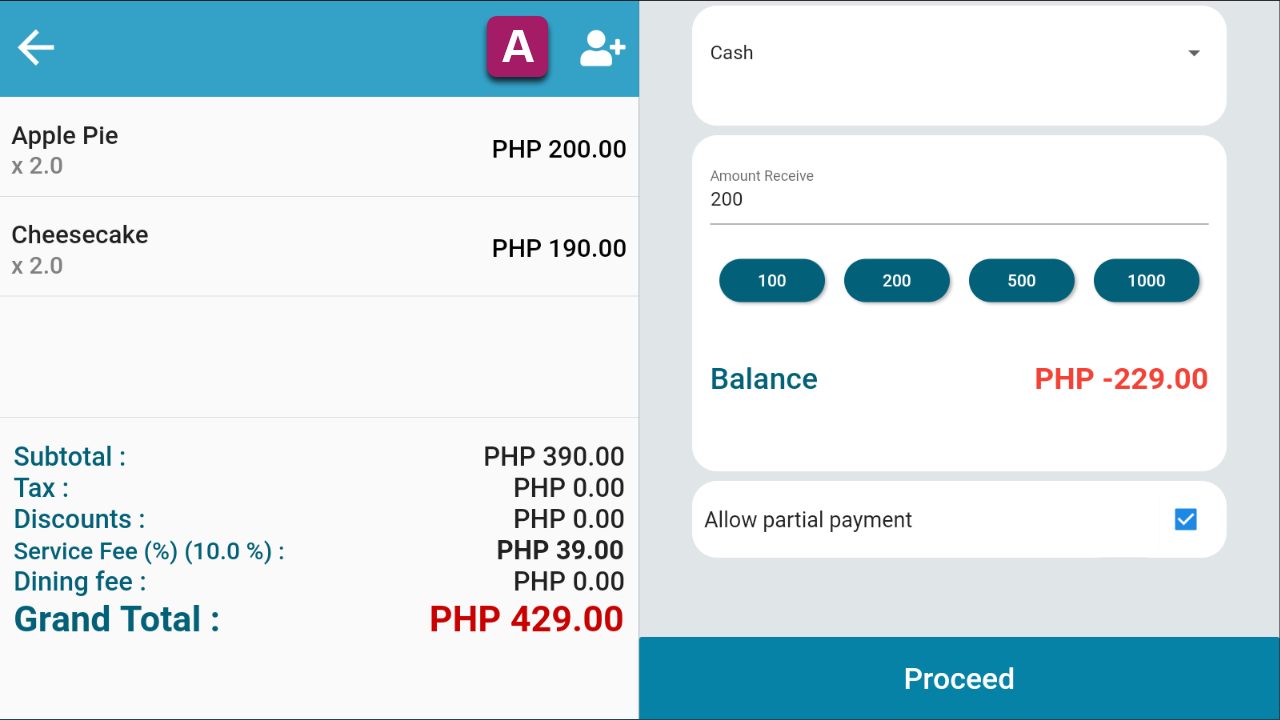 A
Apple Pie
x 2.0
PHP 200.00
Cheesecake
x 2.0
PHP 190.00
Subtotal : PHP 390.00
Tax : PHP 0.00
Discounts : PHP 0.00
Service Fee (%) (10.0 %) : PHP 39.00
Dining fee : PHP 0.00
Grand Total : PHP 429.00
Cash
Amount Receive
200
100 200 500 1000
Balance PHP -229.00
Allow partial payment
Proceed